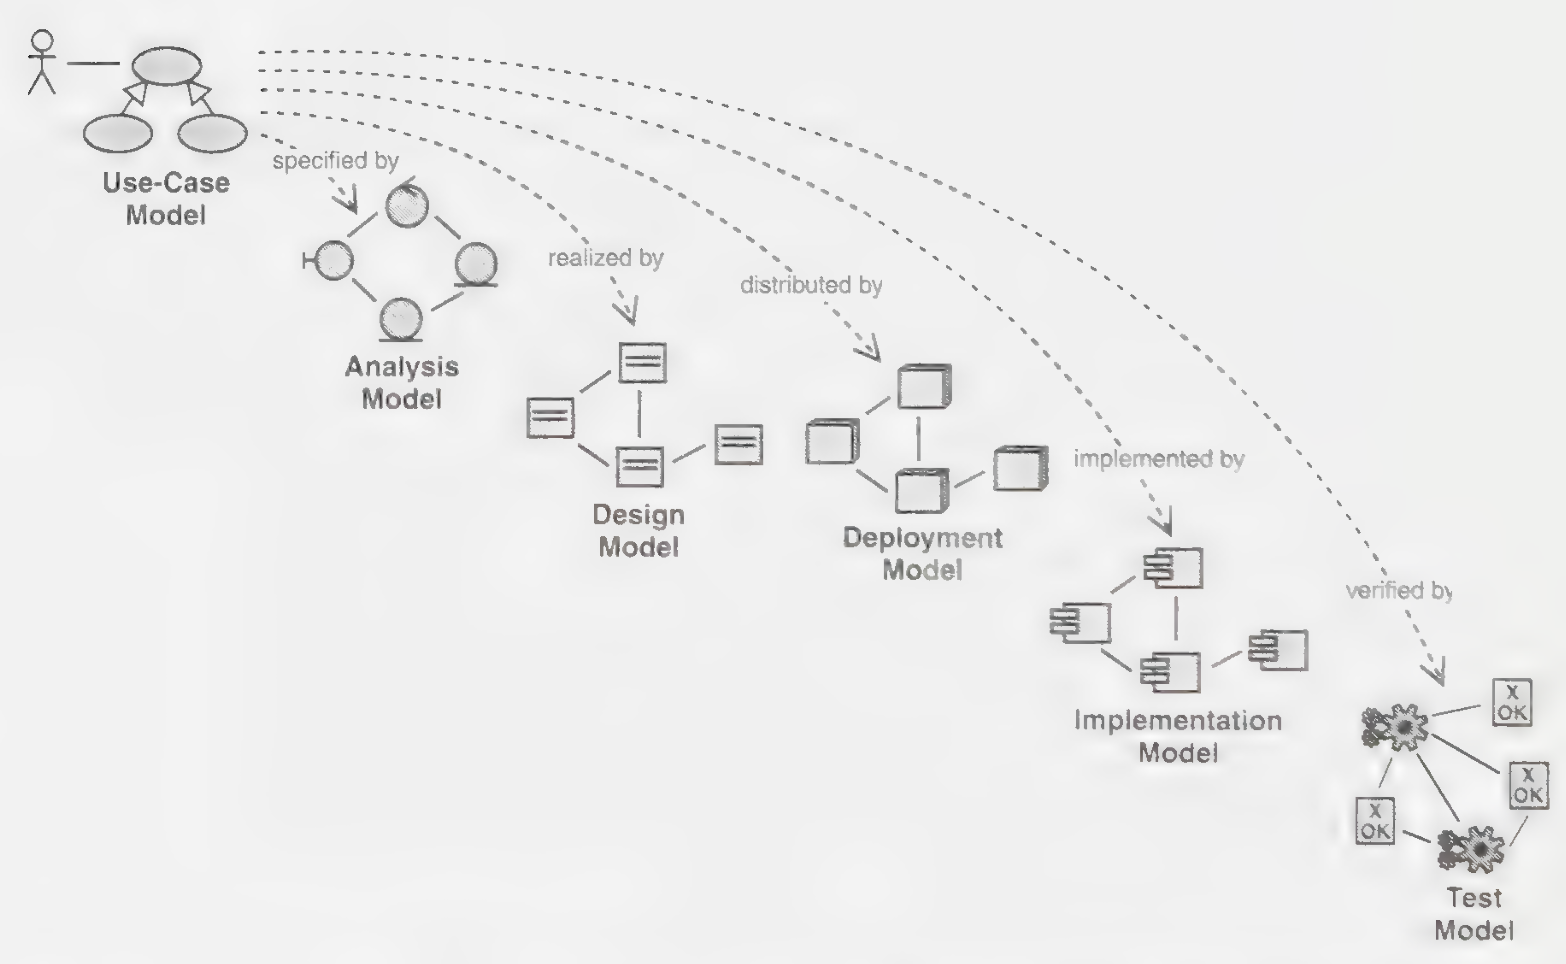 specified by
Use-Case
Model
realized by
distributed by
Analysis
Model
implemented by
Design
Model
Deployment
Model
verified by
X
OK
Implementation
Model
X
OK
X
OK
Test
Model